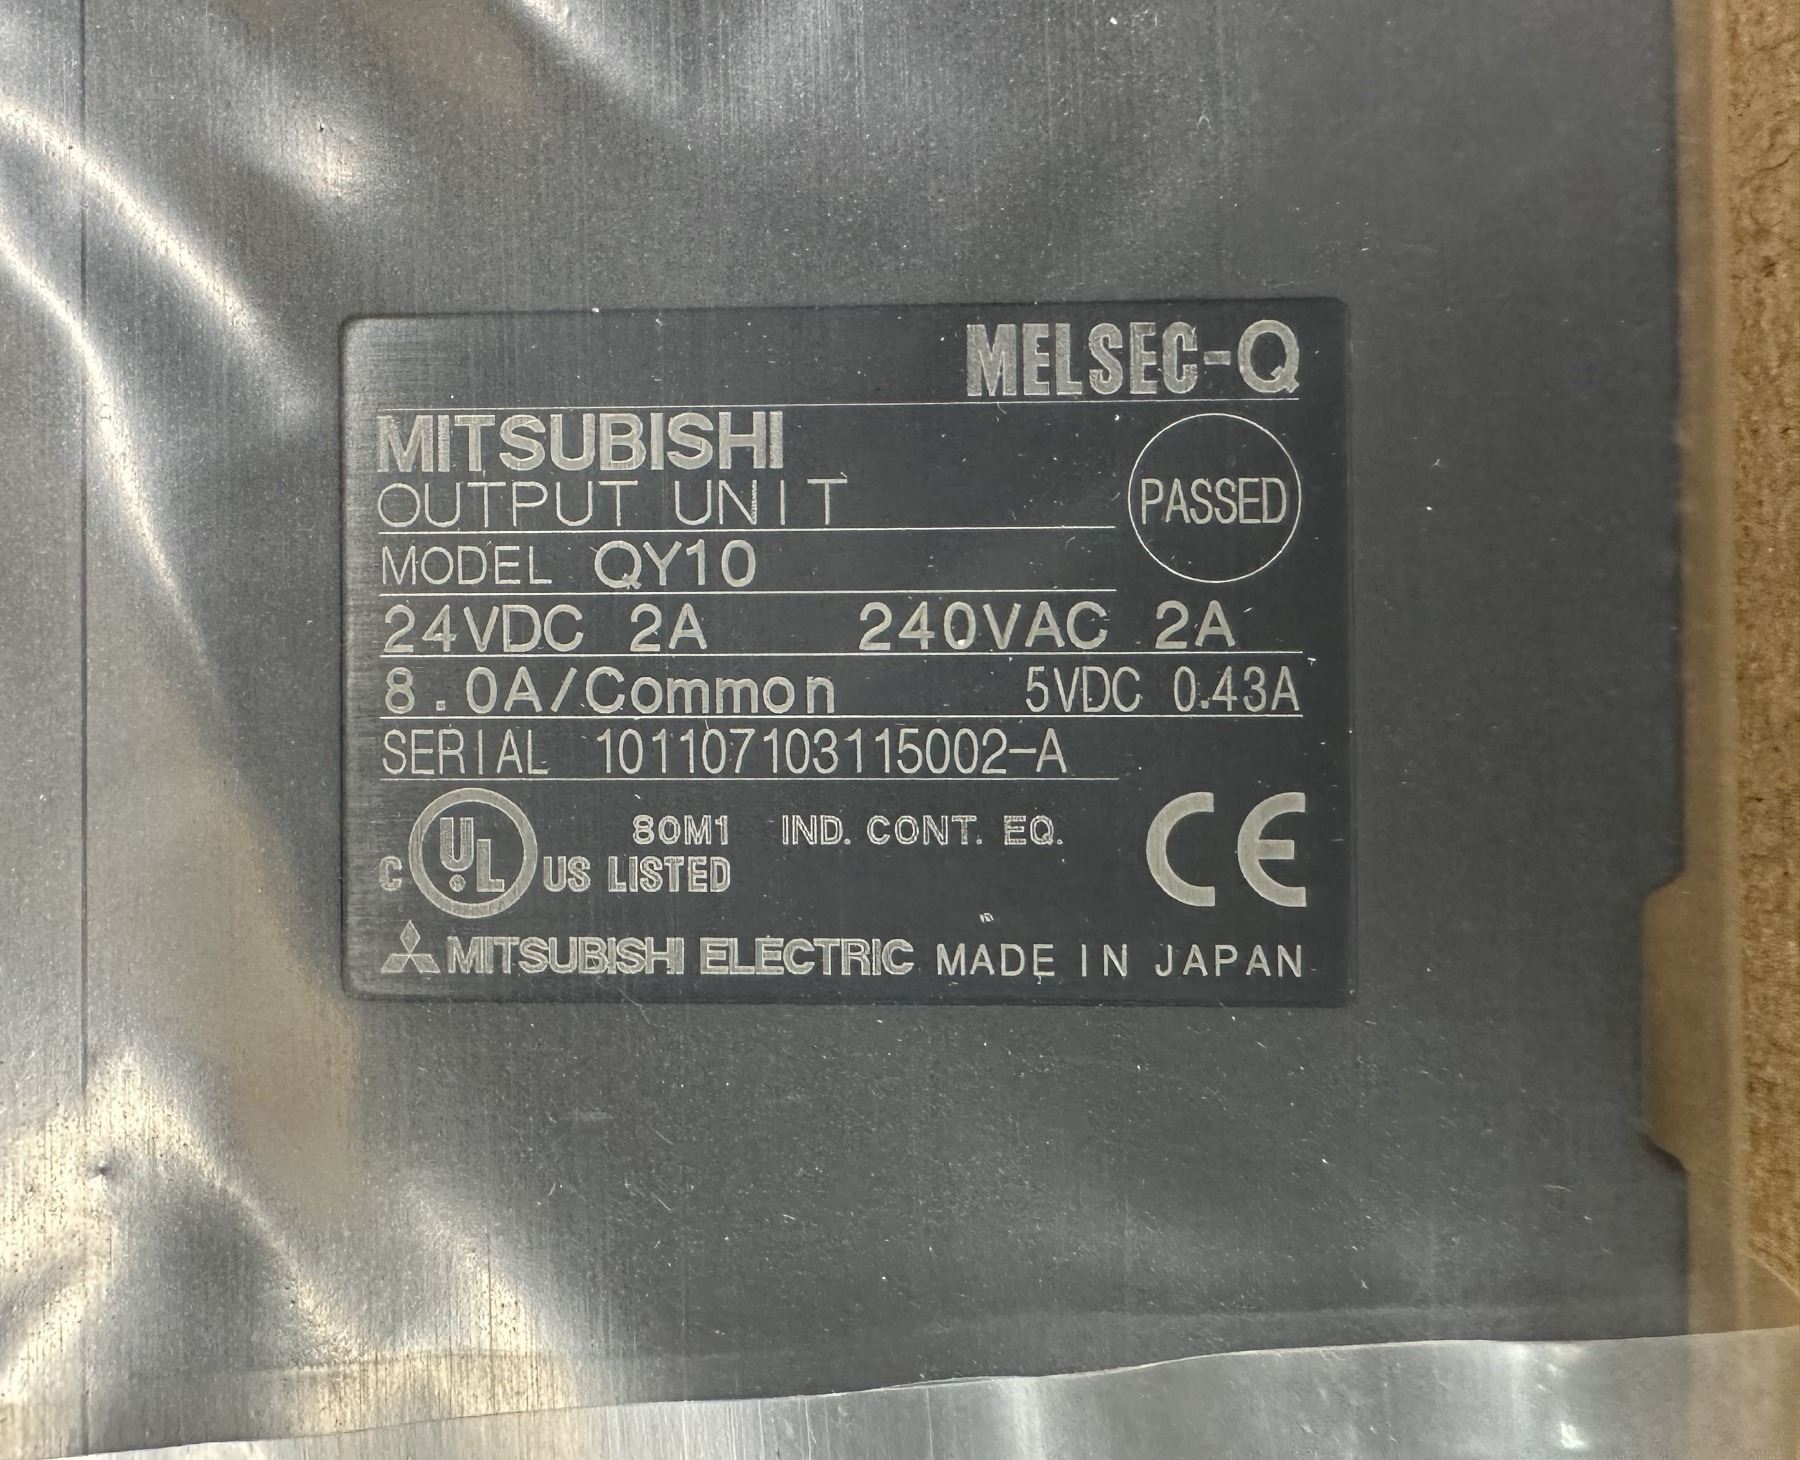 MELSEC-Q
MITSUBISHI
OUTPUT UNIT
PASSED
MODEL QY10
24VDC 2A 240VAC 2A
8.0A/Common 5VDC 0.43A
SERIAL 101107103115002-A
80M1 IND. CONT. EQ.
C UL US LISTED
CE
MITSUBISHI ELECTRIC MADE IN JAPAN